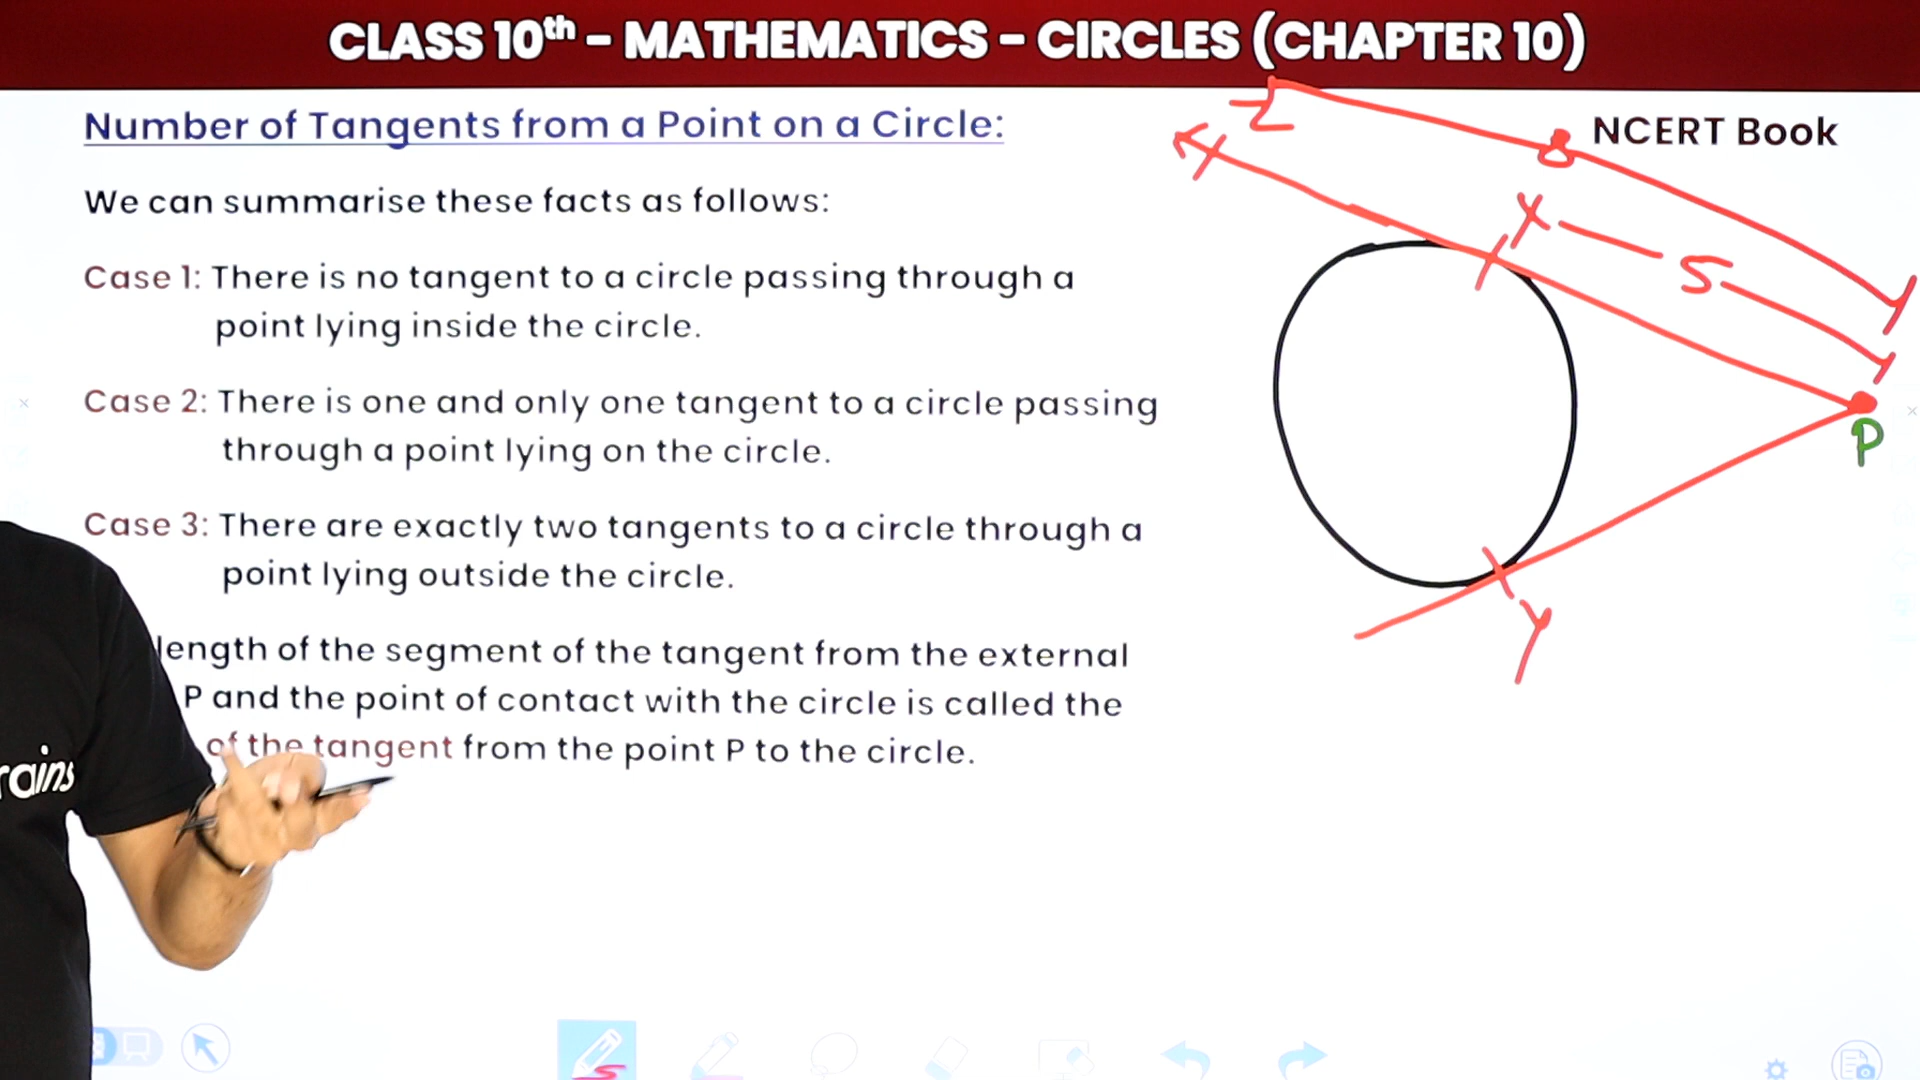 CLASS 10th - MATHEMATICS - CIRCLES (CHAPTER 10)
Number of Tangents from a Point on a Circle:
NCERT Book
We can summarise these facts as follows:
Case 1: There is no tangent to a circle passing through a
point lying inside the circle.
Case 2: There is one and only one tangent to a circle passing
through a point lying on the circle.
Case 3: There are exactly two tangents to a circle through a
point lying outside the circle.
length of the segment of the tangent from the external
P and the point of contact with the circle is called the
of the tangent from the point P to the circle.
Z
8
X
5
P
Y
rains